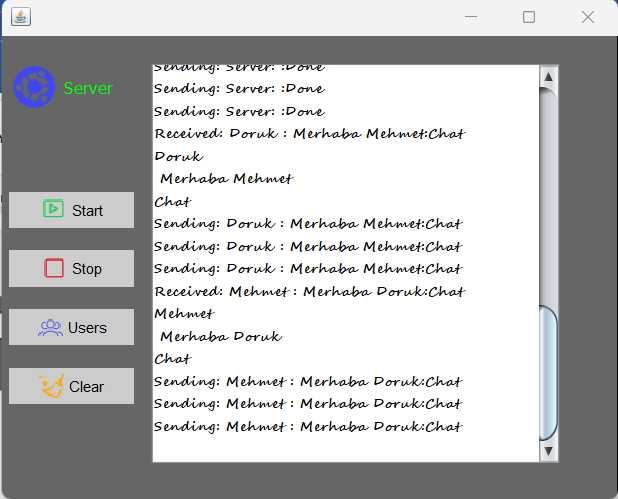 Server
Start
Stop
Users
Clear
Sending: Server: :Done
Sending: Server: :Done
Sending: Server: :Done
Received: Doruk : Merhaba Mehmet:Chat
Doruk
Merhaba Mehmet
Chat
Sending: Doruk : Merhaba Mehmet:Chat
Sending: Doruk : Merhaba Mehmet:Chat
Sending: Doruk : Merhaba Mehmet:Chat
Received: Mehmet : Merhaba Doruk:Chat
Mehmet
Merhaba Doruk
Chat
Sending: Mehmet : Merhaba Doruk:Chat
Sending: Mehmet : Merhaba Doruk:Chat
Sending: Mehmet : Merhaba Doruk:Chat